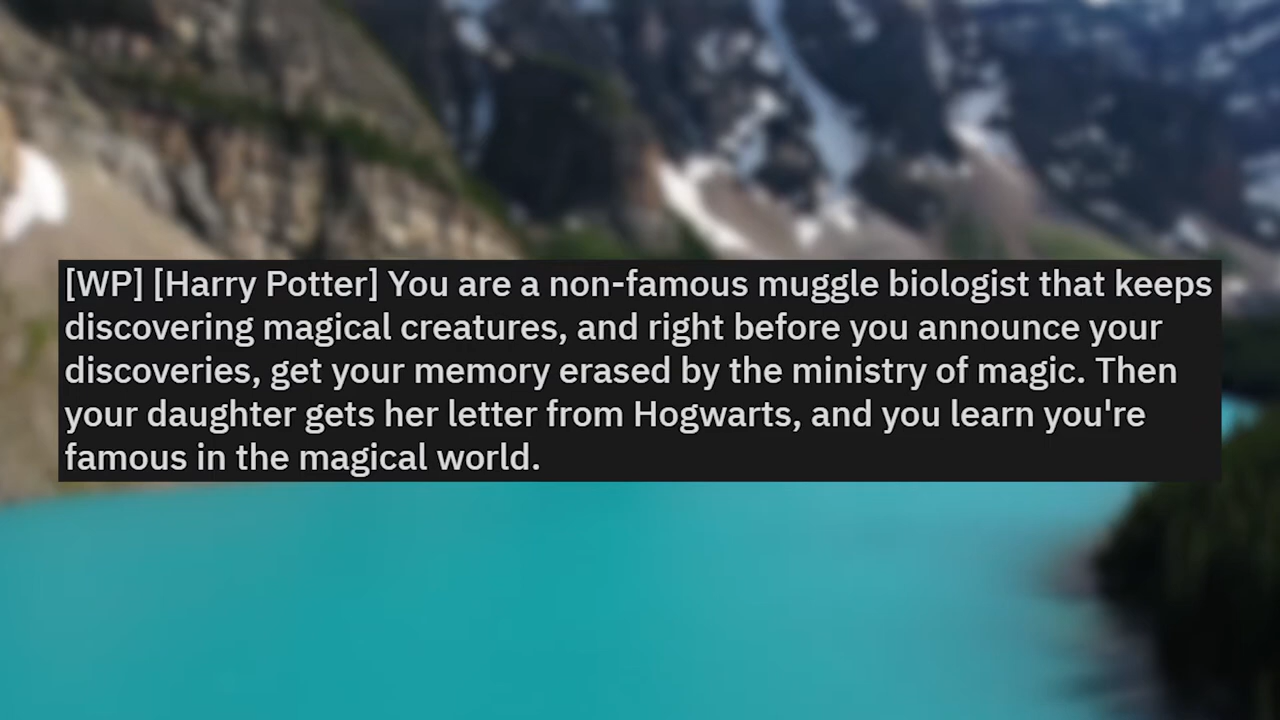 [WP] [Harry Potter] You are a non-famous muggle biologist that keeps
discovering magical creatures, and right before you announce your
discoveries, get your memory erased by the ministry of magic. Then
your daughter gets her letter from Hogwarts, and you learn you're
famous in the magical world.